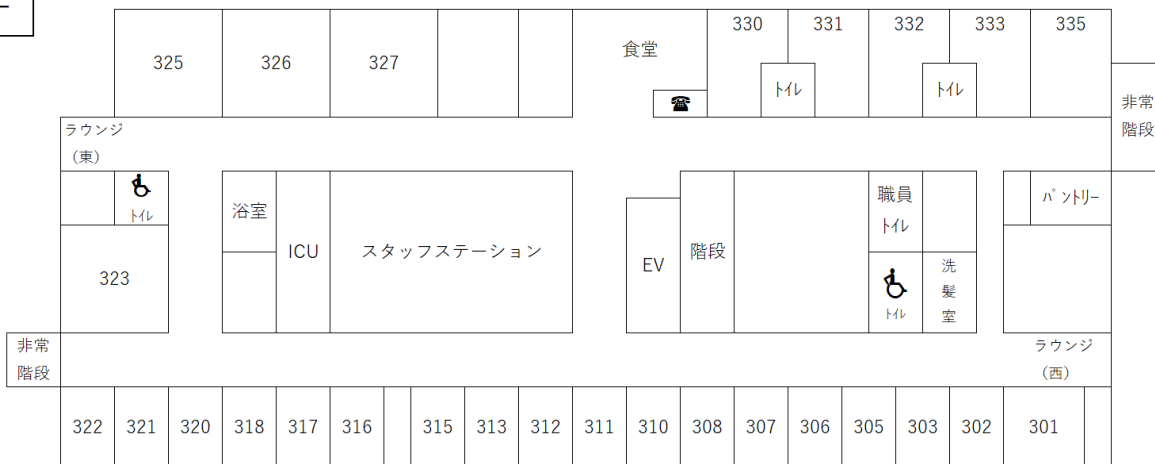 325
326
327
食堂
☎
330
331
332
333
335
トイレ
トイレ
非常
階段
ラウンジ
(東)
トイレ
浴室
ICU
スタッフステーション
EV
階段
職員
トイレ
トイレ
洗
髪
室
パントリー
323
非常
階段
ラウンジ
(西)
322
321
320
318
317
316
315
313
312
311
310
308
307
306
305
303
302
301